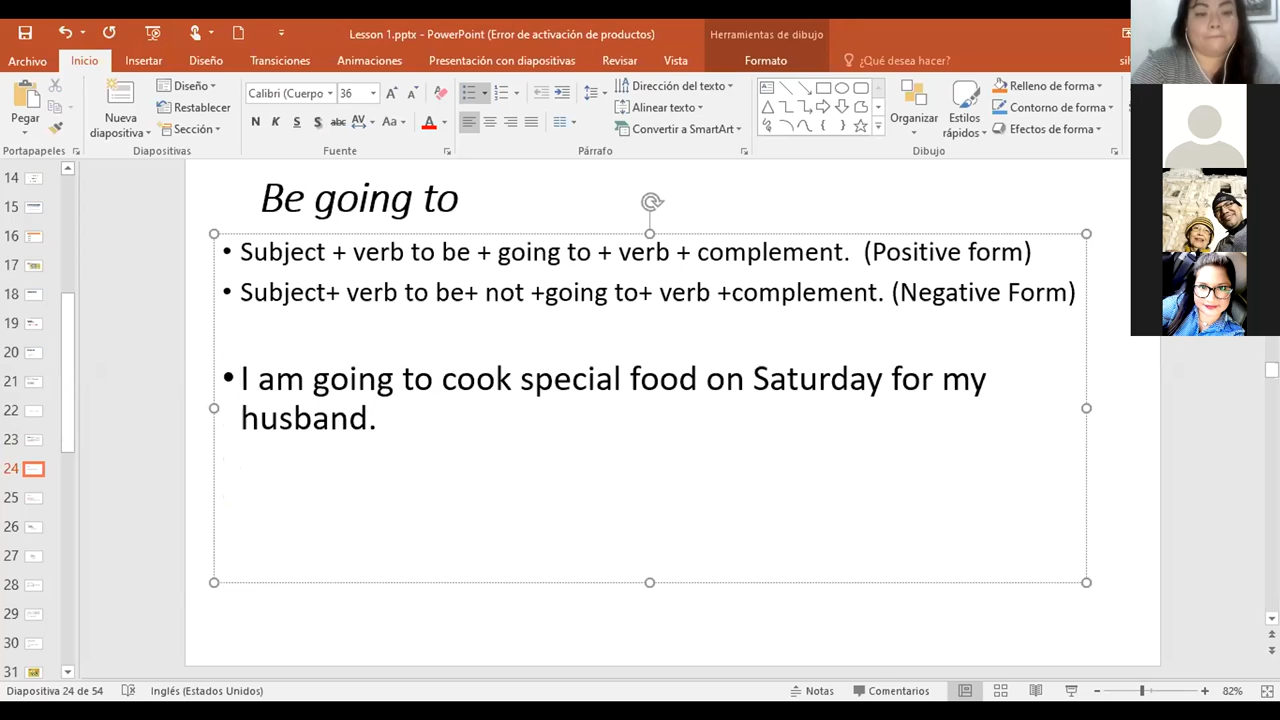 Lesson 1.pptx - PowerPoint (Error de activación de productos)
Herramientas de dibujo
Archivo Inicio Insertar Diseño Transiciones Animaciones Presentación con diapositivas Revisar Vista Formato ¿Qué desea hacer?
Pegar
Nueva diapositiva
Diseño
Restablecer
Sección
Calibri (Cuerpo) 36
N K S abc AV Aa A
Dirección del texto
Alinear texto
Convertir a SmartArt
Organizar
Estilos rápidos
Relleno de forma
Contorno de forma
Efectos de forma
Portapapeles Diapositivas Fuente Párrafo Dibujo
14
15
16
17
18
19
20
21
22
23
24
25
26
27
28
29
30
31
Be going to
• Subject + verb to be + going to + verb + complement. (Positive form)
• Subject+ verb to be+ not +going to+ verb +complement. (Negative Form)
• I am going to cook special food on Saturday for my
husband.
Diapositiva 24 de 54 Inglés (Estados Unidos) Notas Comentarios 82%